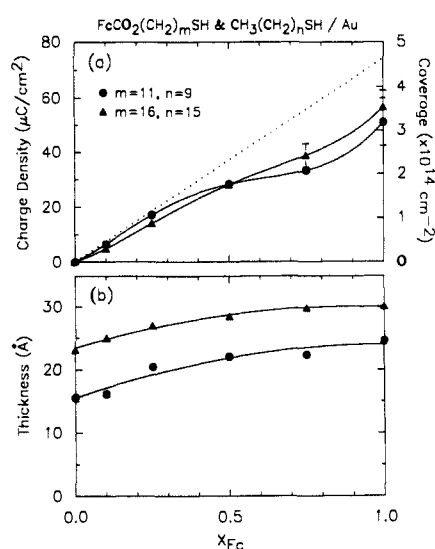 FcCO₂(CH₂)mSH & CH₃(CH₂)nSH / Au
(a)
m=11, n=9
m=16, n=15
Charge Density (μC/cm²)
80
60
40
20
0
Coverage (x10¹⁴ cm⁻²)
5
4
3
2
1
0
(b)
Thickness (Å)
30
20
10
0
0.0
0.5
1.0
XFc